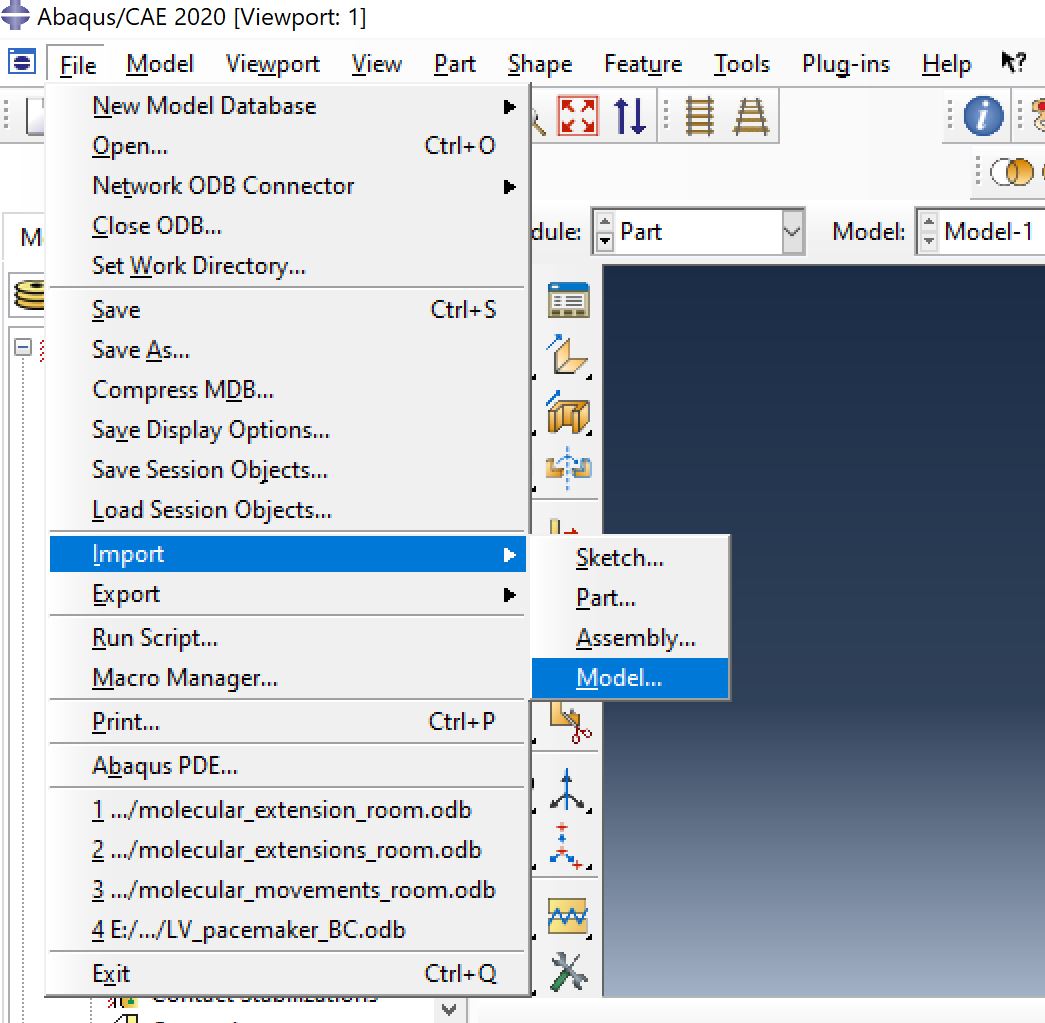 Abaqus/CAE 2020 [Viewport: 1]
File Model Viewport View Part Shape Feature Tools Plug-ins Help
New Model Database
Open... Ctrl+O
Network ODB Connector
Close ODB...
Set Work Directory...
dule: Part Model: Model-1
Save Ctrl+S
Save As...
Compress MDB...
Save Display Options...
Save Session Objects...
Load Session Objects...
Import
Export
Sketch...
Part...
Assembly...
Model...
Run Script...
Macro Manager...
Print... Ctrl+P
Abaqus PDE...
1 .../molecular_extension_room.odb
2 .../molecular_extensions_room.odb
3 .../molecular_movements_room.odb
4 E:/.../LV_pacemaker_BC.odb
Exit Ctrl+Q
Contact Stabilizations